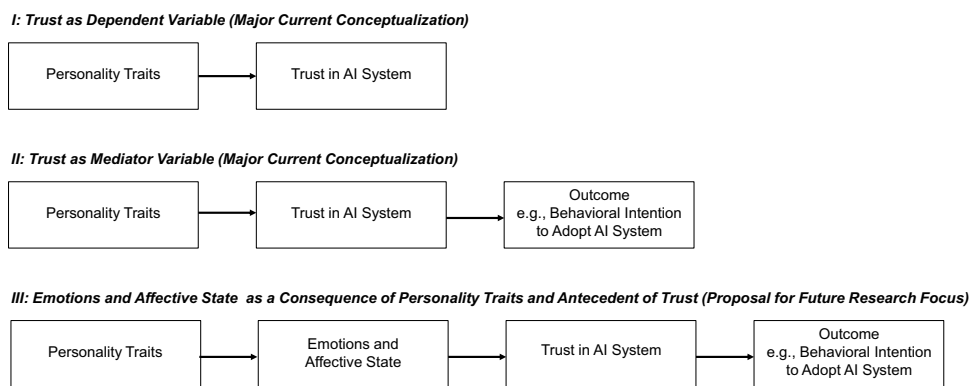 I: Trust as Dependent Variable (Major Current Conceptualization)
Personality Traits
Trust in AI System
II: Trust as Mediator Variable (Major Current Conceptualization)
Personality Traits
Trust in AI System
Outcome
e.g., Behavioral Intention
to Adopt AI System
III: Emotions and Affective State as a Consequence of Personality Traits and Antecedent of Trust (Proposal for Future Research Focus)
Personality Traits
Emotions and
Affective State
Trust in AI System
Outcome
e.g., Behavioral Intention
to Adopt AI System